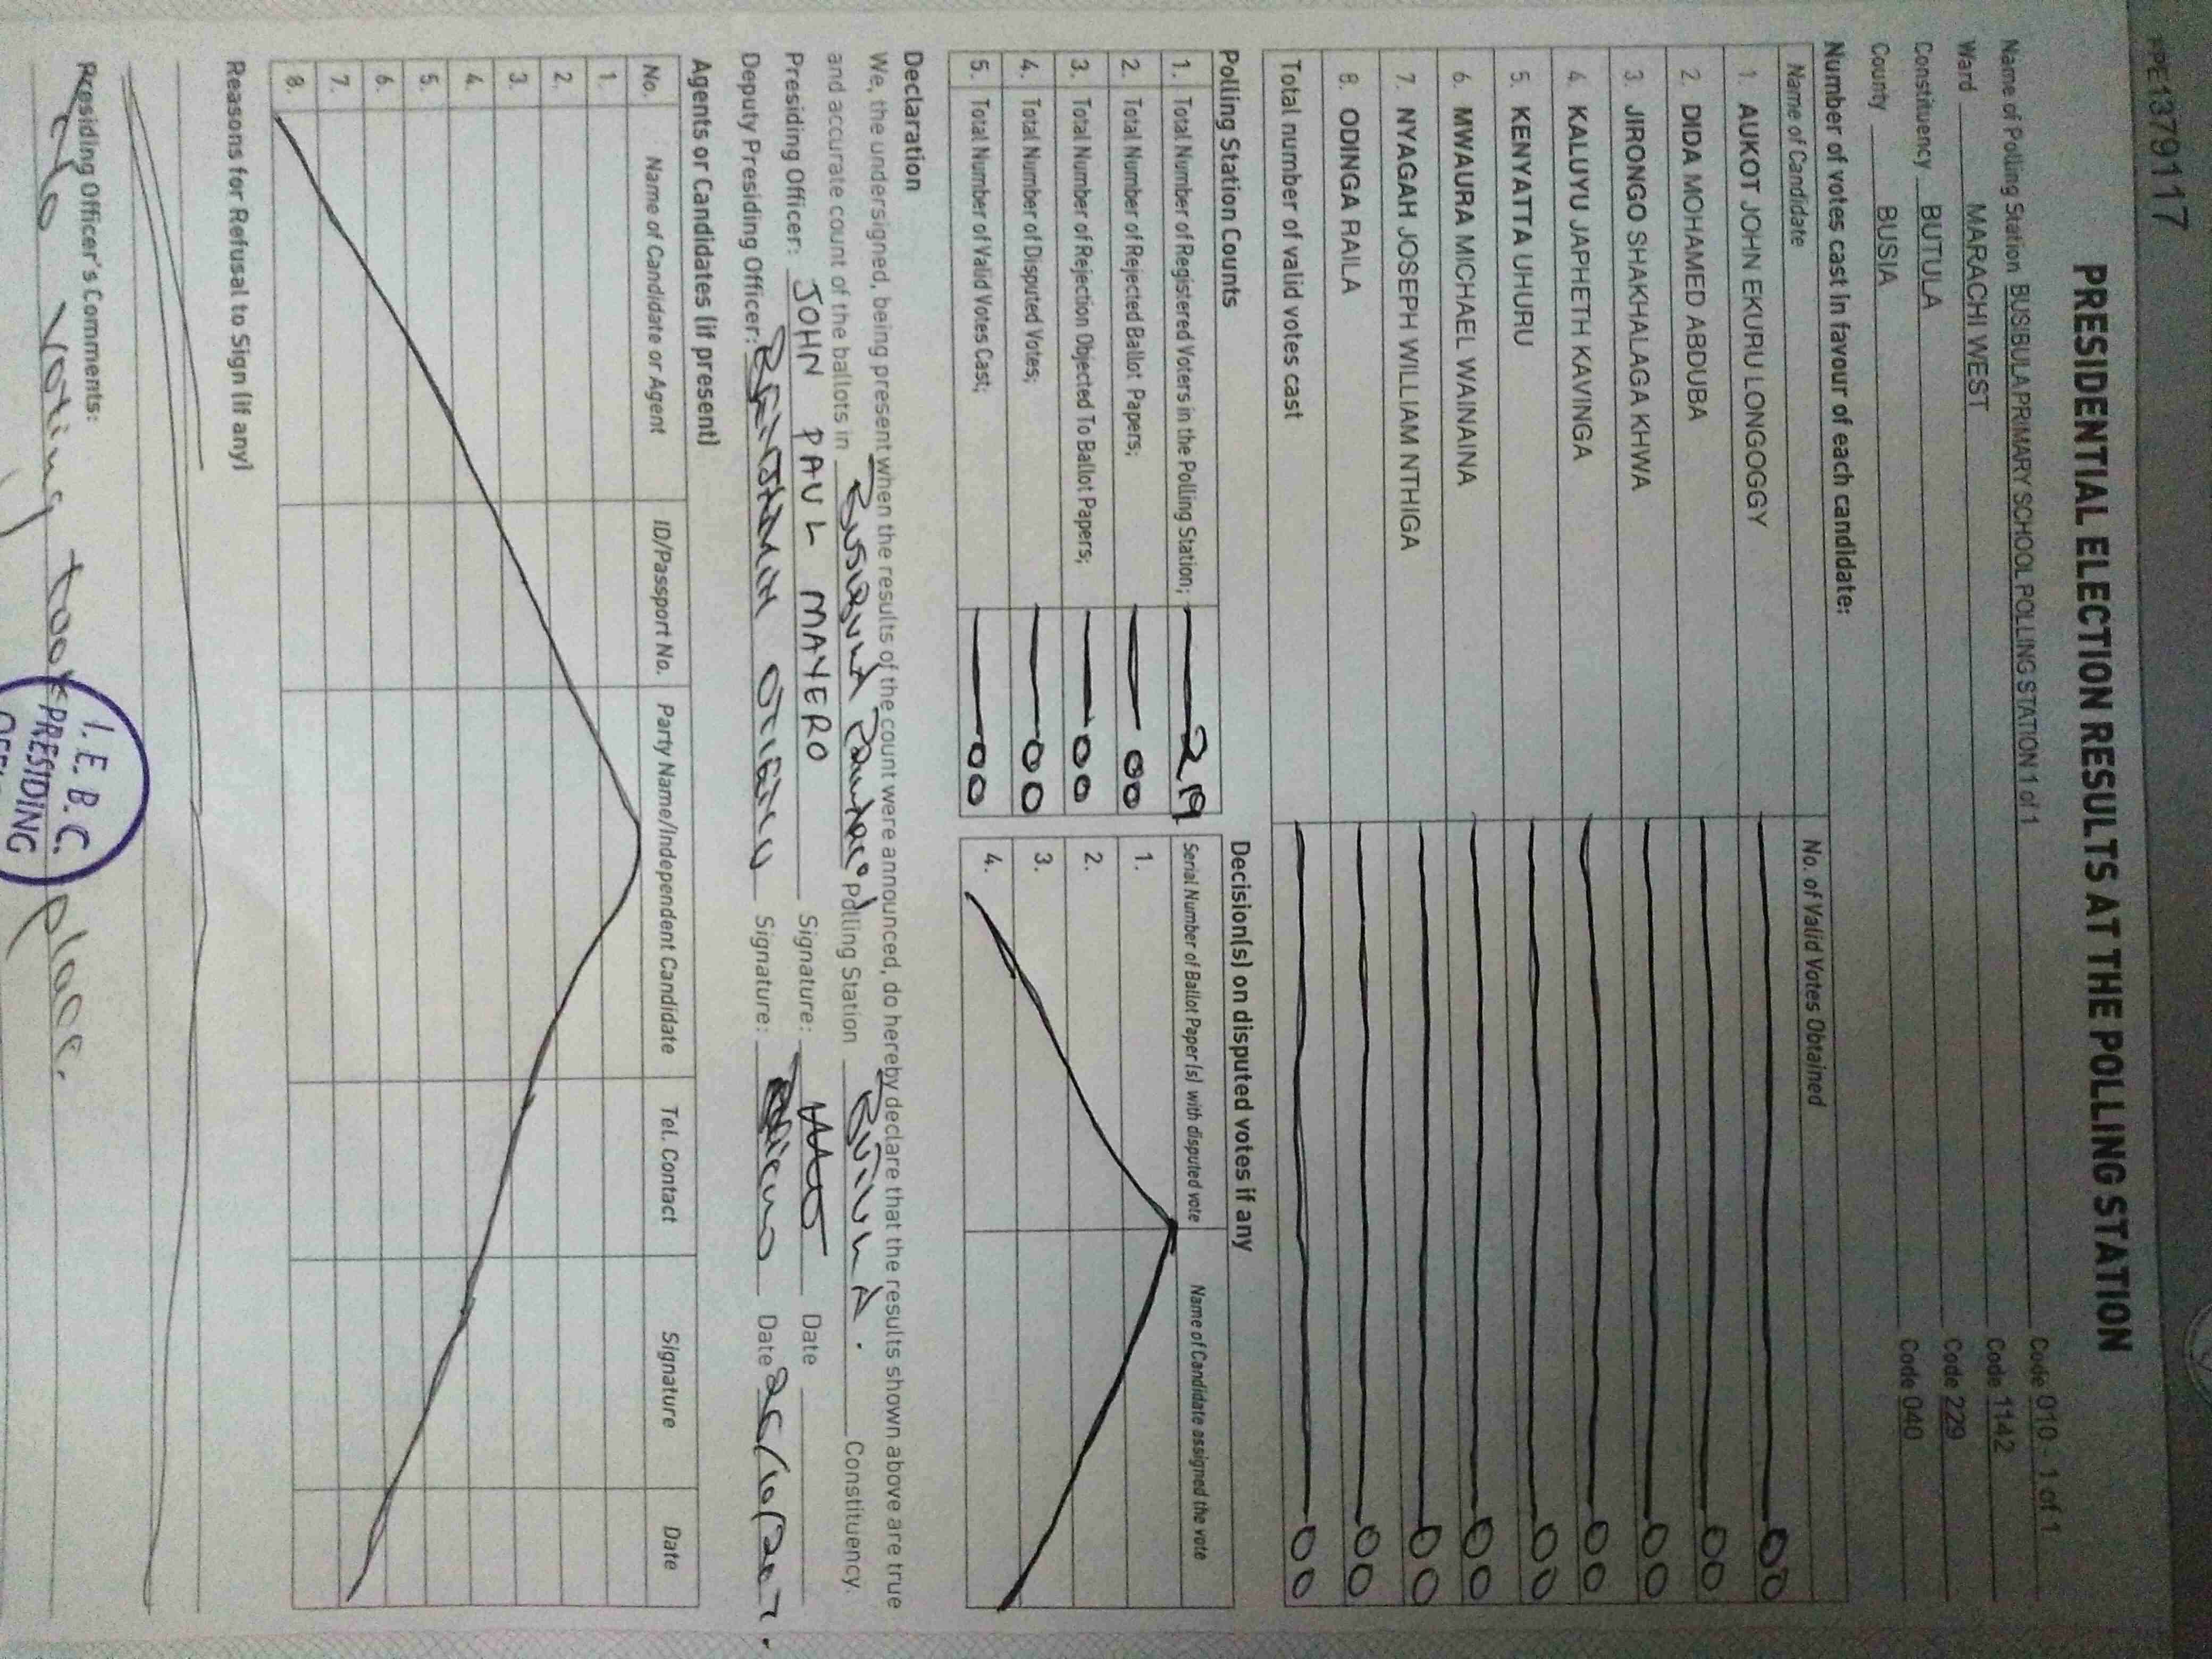 PPE1379117
PRESIDENTIAL ELECTION RESULTS AT THE POLLING STATION
Name of Polling Station BUSIBULA PRIMARY SCHOOL POLLING STATION 1 of 1 Code 010 - 1 of 1
Ward MARACHI WEST Code 1142
Constituency BUTULA Code 229
County BUSIA Code 040
Number of votes cast in favour of each candidate:
Name of Candidate No. of Valid Votes Obtained
1. AUKOT JOHN EKURU LONGOGGY 00
2. DIDA MOHAMED ABDUBA 00
3. JIRONGO SHAKHALAGA KHWA 00
4. KALUYU JAPHETH KAVINGA 00
5. KENYATTA UHURU 00
6. MWAURA MICHAEL WAINAINA 00
7. NYAGAH JOSEPH WILLIAM NTHIGA 00
8. ODINGA RAILA 00
Total number of valid votes cast 00
Polling Station Counts
1. Total Number of Registered Voters in the Polling Station; 219
2. Total Number of Rejected Ballot Papers; 00
3. Total Number of Rejection Objected To Ballot Papers; 00
4. Total Number of Disputed Votes; 00
5. Total Number of Valid Votes Cast; 00
Decision(s) on disputed votes if any
Serial Number of Ballot Paper (s) with disputed vote Name of Candidate assigned the vote
1.
2.
3.
4.
Declaration
We, the undersigned, being present when the results of the count were announced, do hereby declare that the results shown above are true
and accurate count of the ballots in BUSIBULA Primary Polling Station BUTULA. Constituency.
Presiding Officer: JOHN PAUL MAYERO Signature: Date
Deputy Presiding Officer: OTIENO Signature: Date 26/10/2017.
Agents or Candidates (if present)
No. Name of Candidate or Agent ID/Passport No. Party Name/Independent Candidate Tel. Contact Signature Date
1.
2.
3.
4.
5.
6.
7.
8.
Reasons for Refusal to Sign (if any)
Presiding Officer's Comments:
No voting took place.
I.E.B.C.
PRESIDING